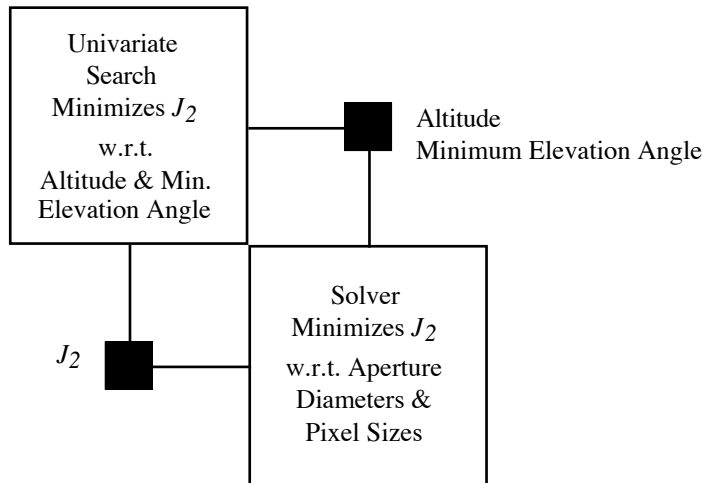 Univariate
Search
Minimizes J2
w.r.t.
Altitude & Min.
Elevation Angle
Altitude
Minimum Elevation Angle
J2
Solver
Minimizes J2
w.r.t. Aperture
Diameters &
Pixel Sizes